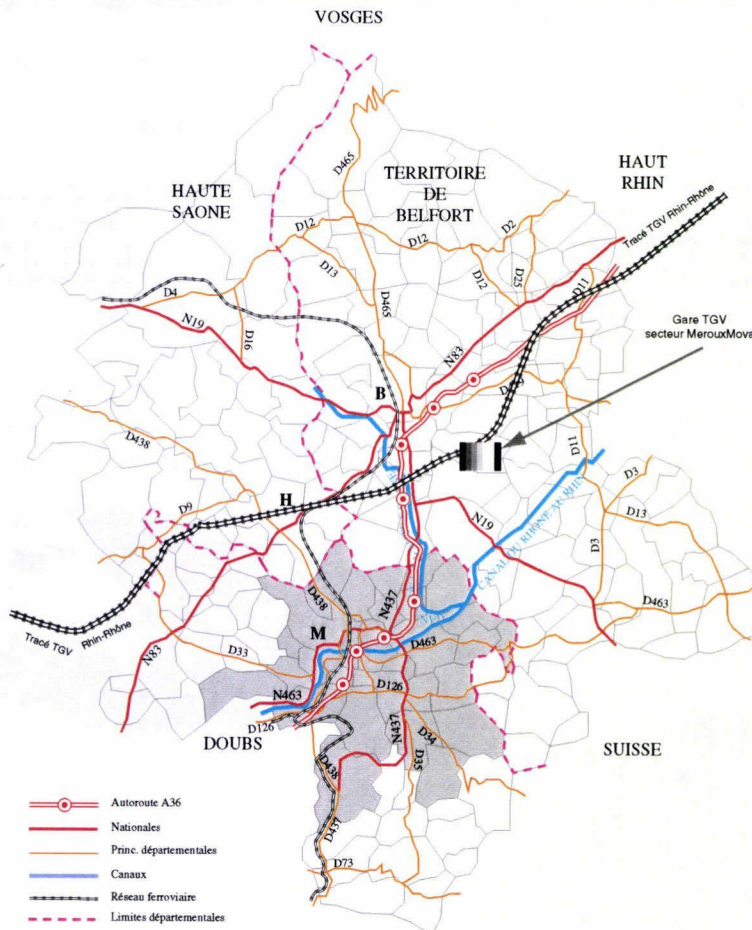 VOSGES
D465
HAUTE
SAONE
TERRITOIRE
DE
BELFORT
HAUT
RHIN
Tracé TGV Rhin-Rhône
D12
D12
D2
D13
D12
D25
D11
D4
D465
N19
D16
N83
Gare TGV
secteur MerouxMova
B
D438
D11
H
D9
D3
N19
D13
CANAL DU RHONE AU RHIN
D3
D438
N437
D463
Tracé TGV Rhin-Rhône
M
D463
N83
D33
D126
N463
D126
N437
D34
DOUBS
SUISSE
D438
D35
D437
D73
Autoroute A36
Nationales
Princ. départementales
Canaux
Réseau ferroviaire
Limites départementales